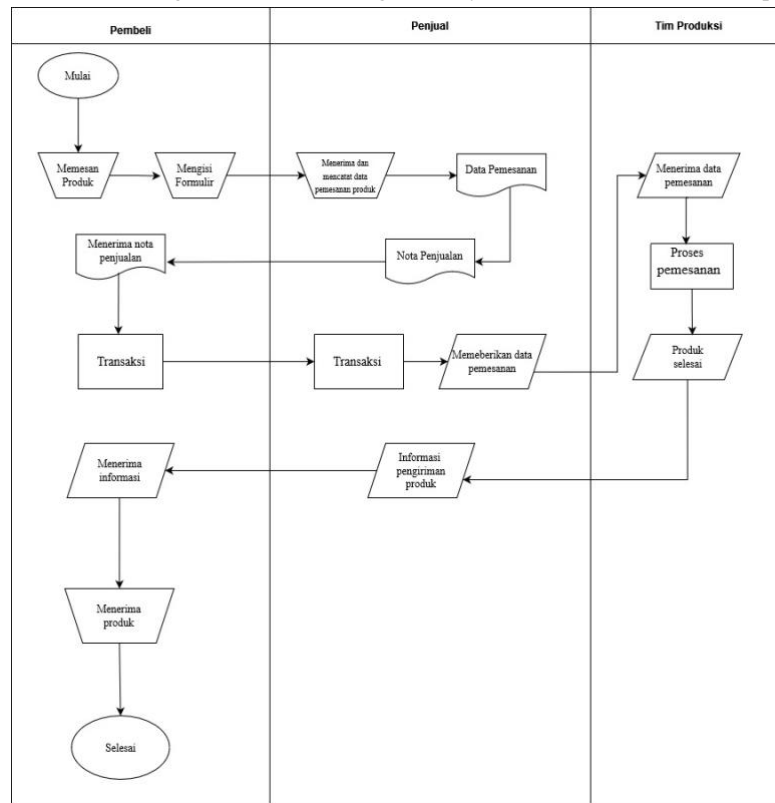 Pembeli
Penjual
Tim Produksi
Mulai
Memesan
Produk
Mengisi
Formulir
Menerima dan
mencatat data
pemesanan produk
Data Pemesanan
Menerima data
pemesanan
Menerima nota
penjualan
Nota Penjualan
Proses
pemesanan
Transaksi
Transaksi
Memeberikan data
pemesanan
Produk
selesai
Menerima
informasi
Informasi
pengiriman
produk
Menerima
produk
Selesai